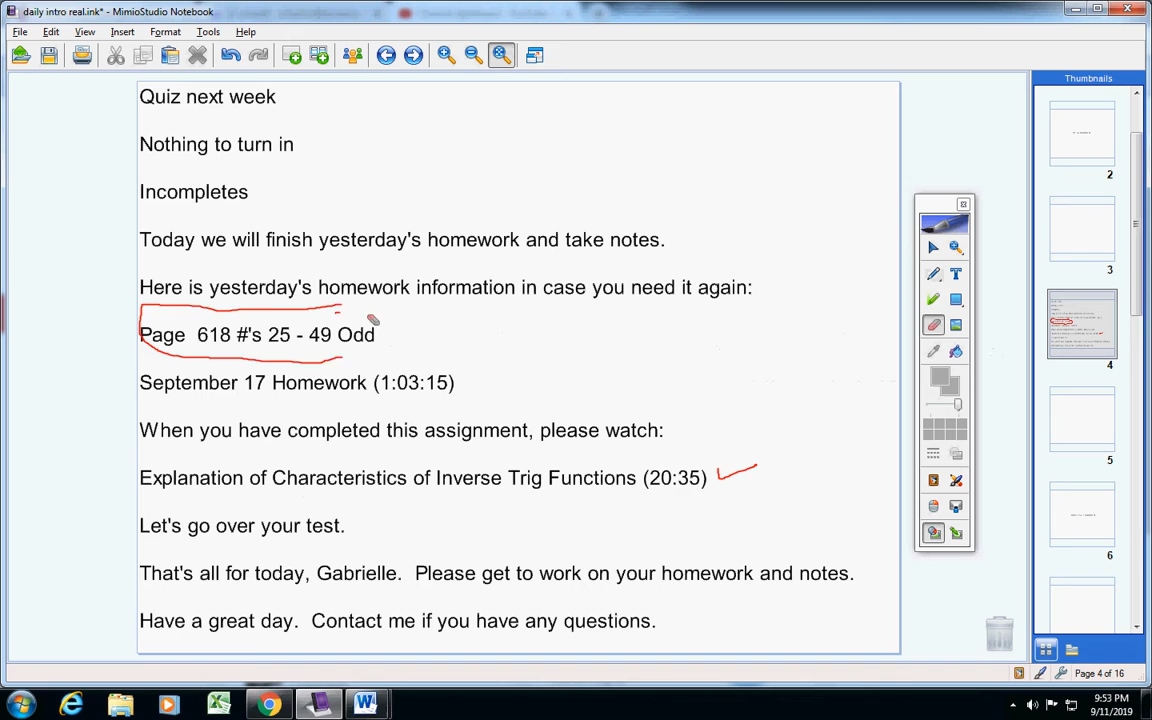 daily intro real.ink* - MimioStudio Notebook
File Edit View Insert Format Tools Help
Quiz next week
Nothing to turn in
Incompletes
Today we will finish yesterday's homework and take notes.
Here is yesterday's homework information in case you need it again:
Page 618 #'s 25 - 49 Odd
September 17 Homework (1:03:15)
When you have completed this assignment, please watch:
Explanation of Characteristics of Inverse Trig Functions (20:35)
Let's go over your test.
That's all for today, Gabrielle. Please get to work on your homework and notes.
Have a great day. Contact me if you have any questions.
Thumbnails
2
3
4
5
6
Page 4 of 16
9:53 PM
9/11/2019